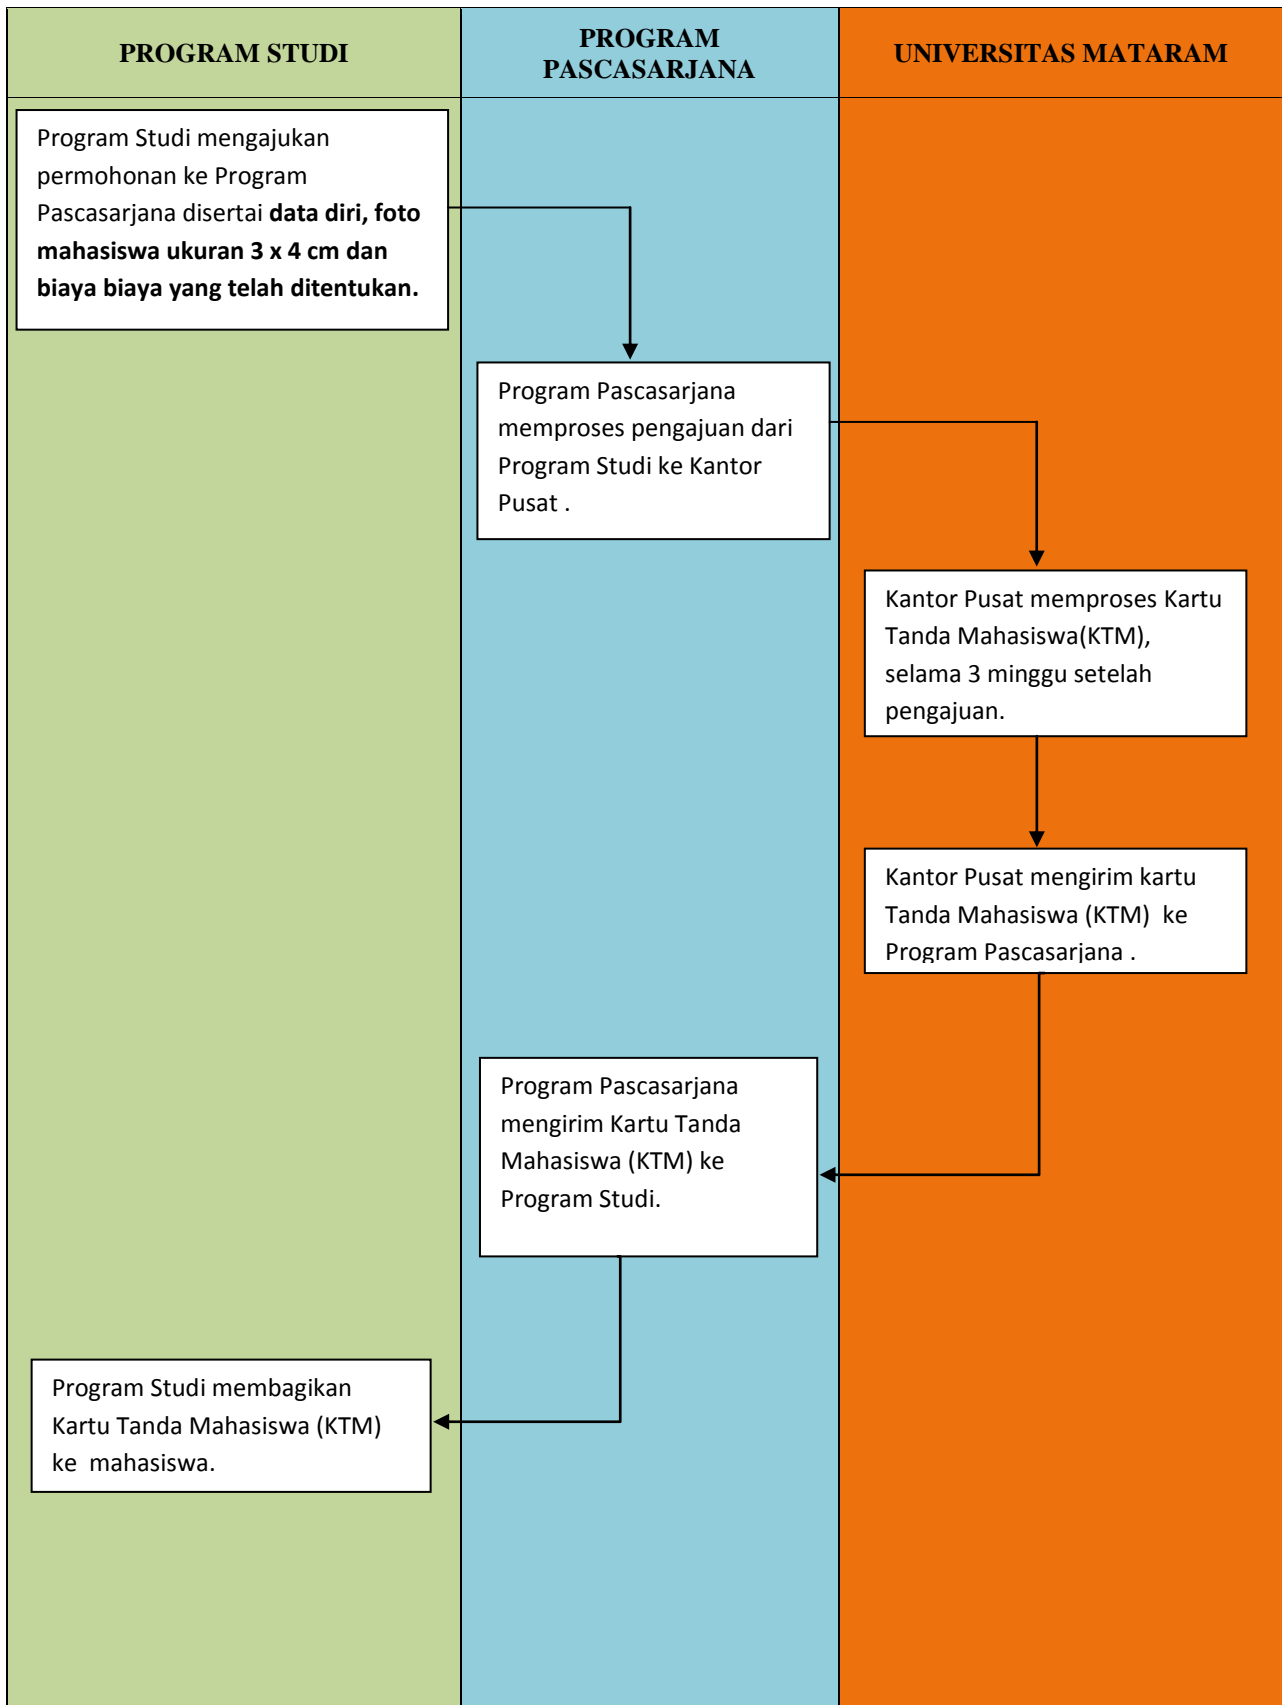 PROGRAM STUDI
PROGRAM
PASCASARJANA
UNIVERSITAS MATARAM
Program Studi mengajukan
permohonan ke Program
Pascasarjana disertai data diri, foto
mahasiswa ukuran 3 x 4 cm dan
biaya biaya yang telah ditentukan.
Program Pascasarjana
memproses pengajuan dari
Program Studi ke Kantor
Pusat .
Kantor Pusat memproses Kartu
Tanda Mahasiswa(KTM),
selama 3 minggu setelah
pengajuan.
Kantor Pusat mengirim kartu
Tanda Mahasiswa (KTM)  ke
Program Pascasarjana .
Program Pascasarjana
mengirim Kartu Tanda
Mahasiswa (KTM) ke
Program Studi.
Program Studi membagikan
Kartu Tanda Mahasiswa (KTM)
ke  mahasiswa.